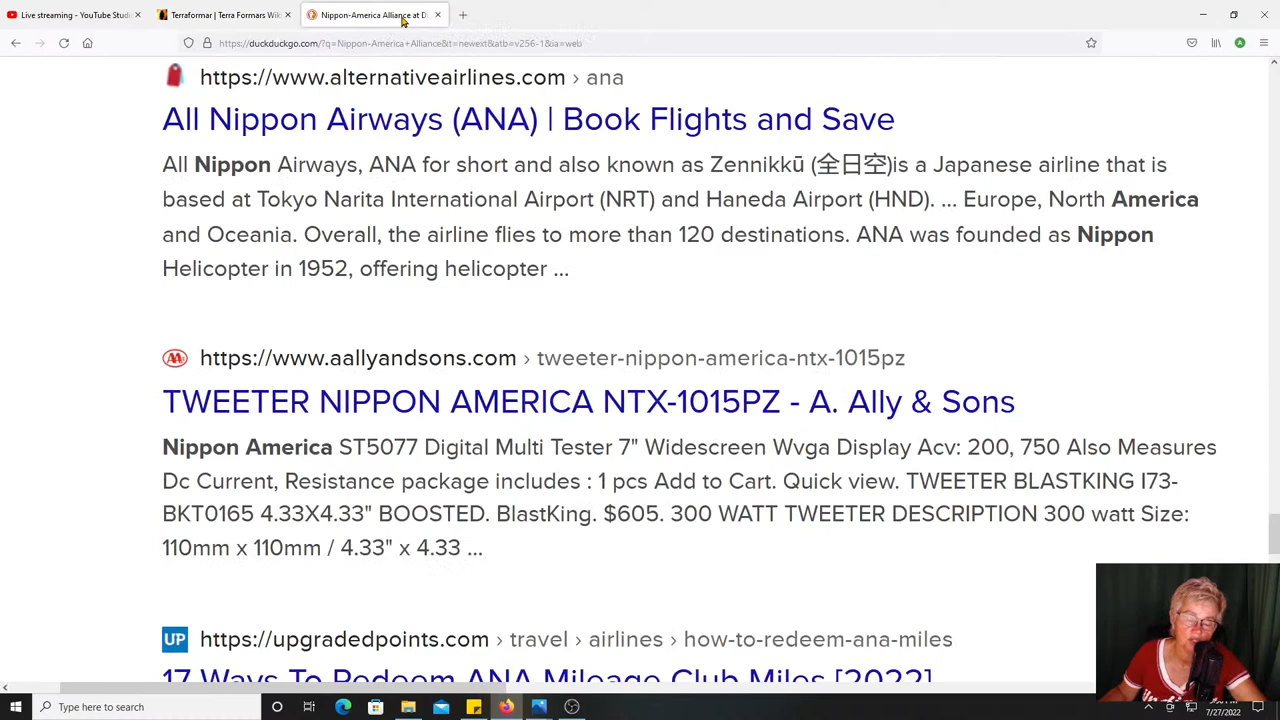 Live streaming - YouTube Studi
Terraformar | Terra Formars Wiki
Nippon-America Alliance at D
https://duckduckgo.com/?q=Nippon-America+Alliance&t=newext&atb=v256-1&ia=web
https://www.alternativeairlines.com › ana
All Nippon Airways (ANA) | Book Flights and Save
All Nippon Airways, ANA for short and also known as Zennikkū (全日空)is a Japanese airline that is
based at Tokyo Narita International Airport (NRT) and Haneda Airport (HND). ... Europe, North America
and Oceania. Overall, the airline flies to more than 120 destinations. ANA was founded as Nippon
Helicopter in 1952, offering helicopter ...
https://www.aallyandsons.com › tweeter-nippon-america-ntx-1015pz
TWEETER NIPPON AMERICA NTX-1015PZ - A. Ally & Sons
Nippon America ST5077 Digital Multi Tester 7" Widescreen Wvga Display Acv: 200, 750 Also Measures
Dc Current, Resistance package includes : 1 pcs Add to Cart. Quick view. TWEETER BLASTKING I73-
BKT0165 4.33X4.33" BOOSTED. BlastKing. $605. 300 WATT TWEETER DESCRIPTION 300 watt Size:
110mm x 110mm / 4.33" x 4.33 ...
UP
https://upgradedpoints.com › travel › airlines › how-to-redeem-ana-miles
17 Ways To Redeem ANA Mileage Club Miles [2022]
Type here to search
7/27/2022